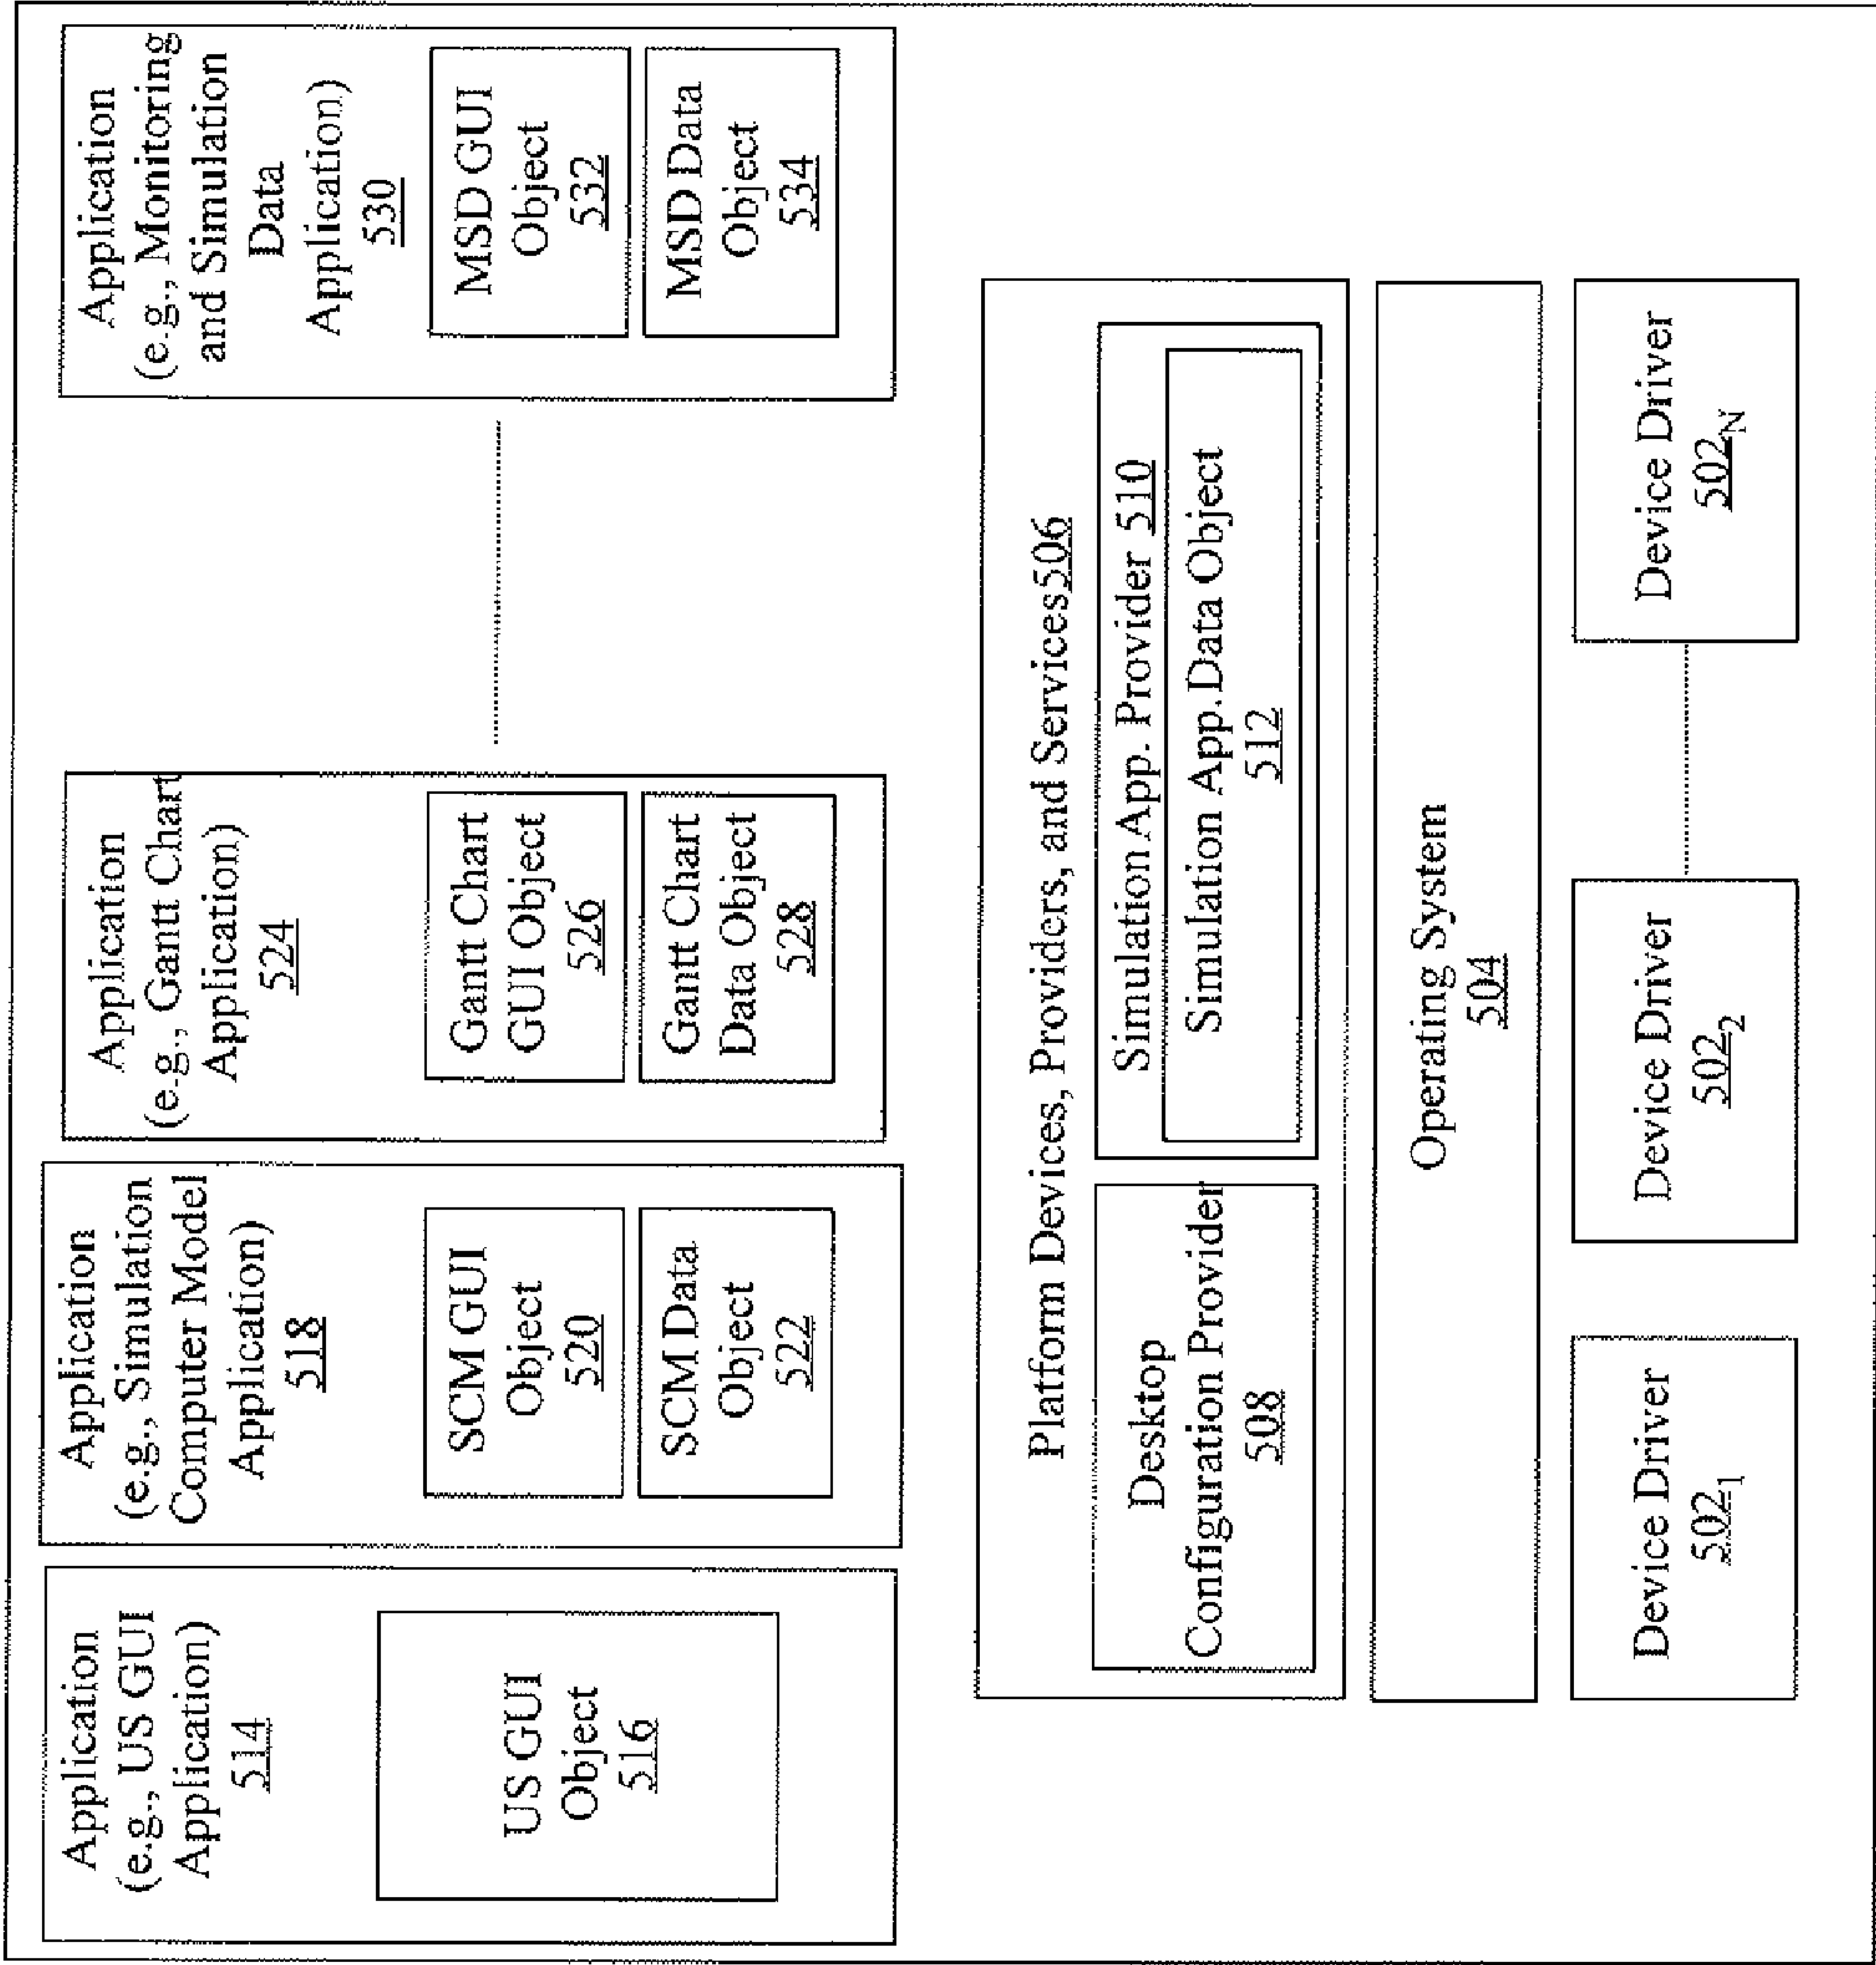 Application
(e.g., US GUI
Application)
514
US GUI
Object
516
Application
(e.g., Simulation
Computer Model
Application)
518
SCM GUI
Object
520
SCM Data
Object
522
Application
(e.g., Gantt Chart
Application)
524
Gantt Chart
GUI Object
526
Gantt Chart
Data Object
528
Application
(e.g., Monitoring
and Simulation
Data
Application)
530
MSD GUI
Object
532
MSD Data
Object
534
Platform Devices, Providers, and Services506
Desktop
Configuration Provider
508
Simulation App. Provider 510
Simulation App.Data Object
512
Operating System
504
Device Driver
502₁
Device Driver
502₂
Device Driver
502N